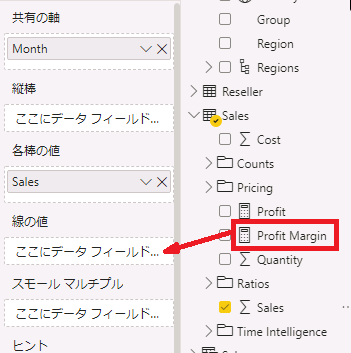 共有の軸
Month
縦棒
ここにデータ フィールド...
各棒の値
Sales
線の値
ここにデータ フィールド...
スモール マルチプル
ここにデータ フィールド...
ヒント
Group
Region
Regions
Reseller
Sales
Cost
Counts
Pricing
Profit
Profit Margin
Quantity
Ratios
Sales
Time Intelligence